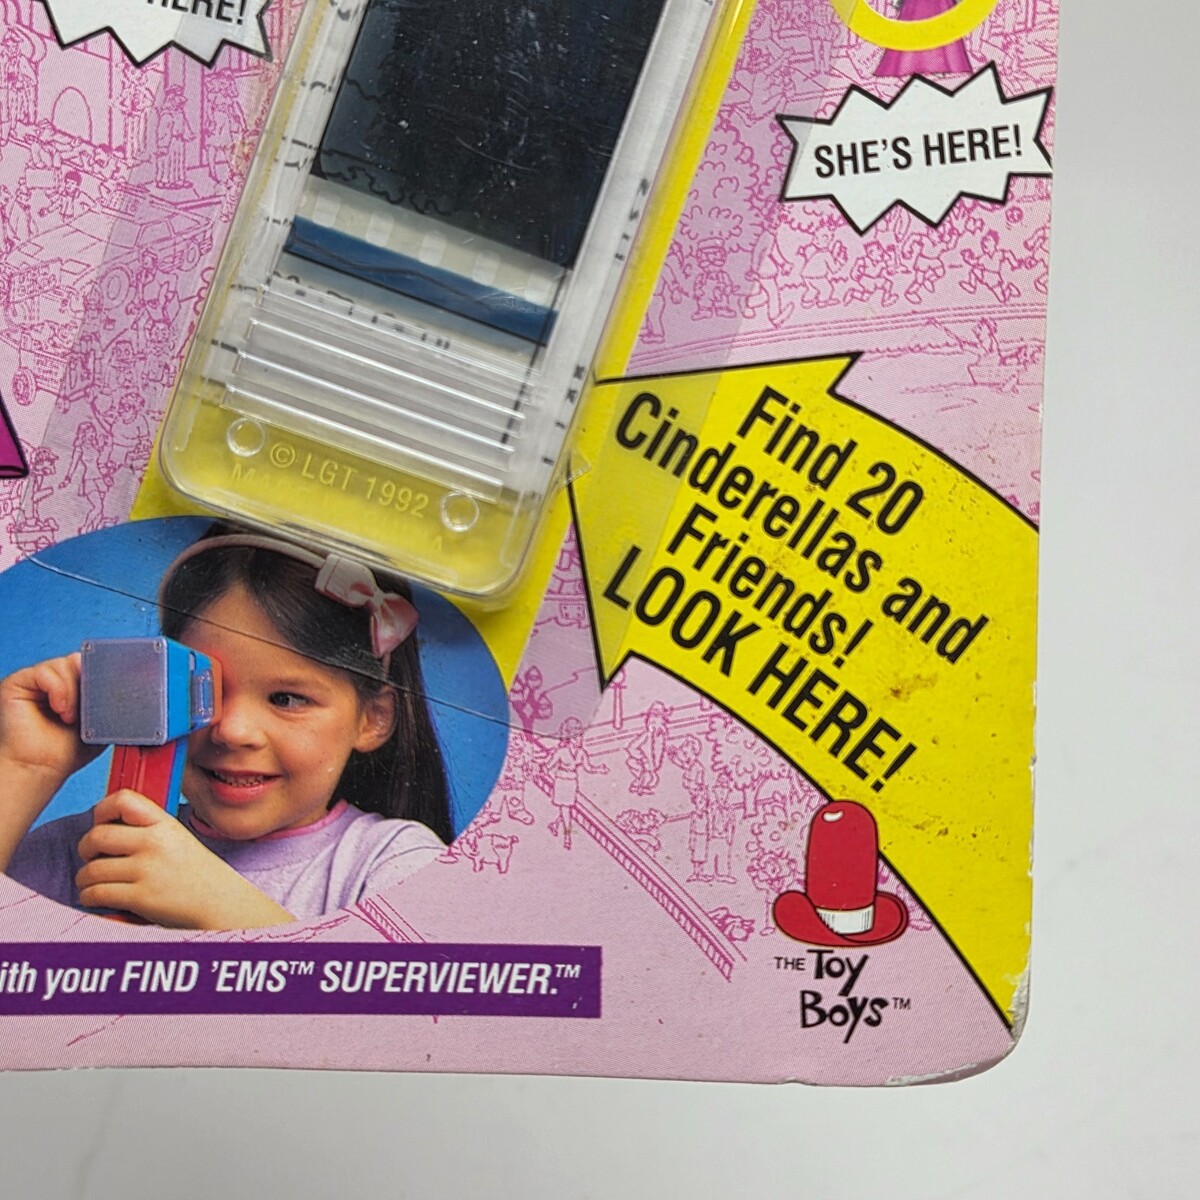 HERE!
SHE'S HERE!
© LGT 1992
Find 20
Cinderellas and
Friends!
LOOK HERE!
with your FIND 'EMS™ SUPERVIEWER.™
THE Toy
Boys™